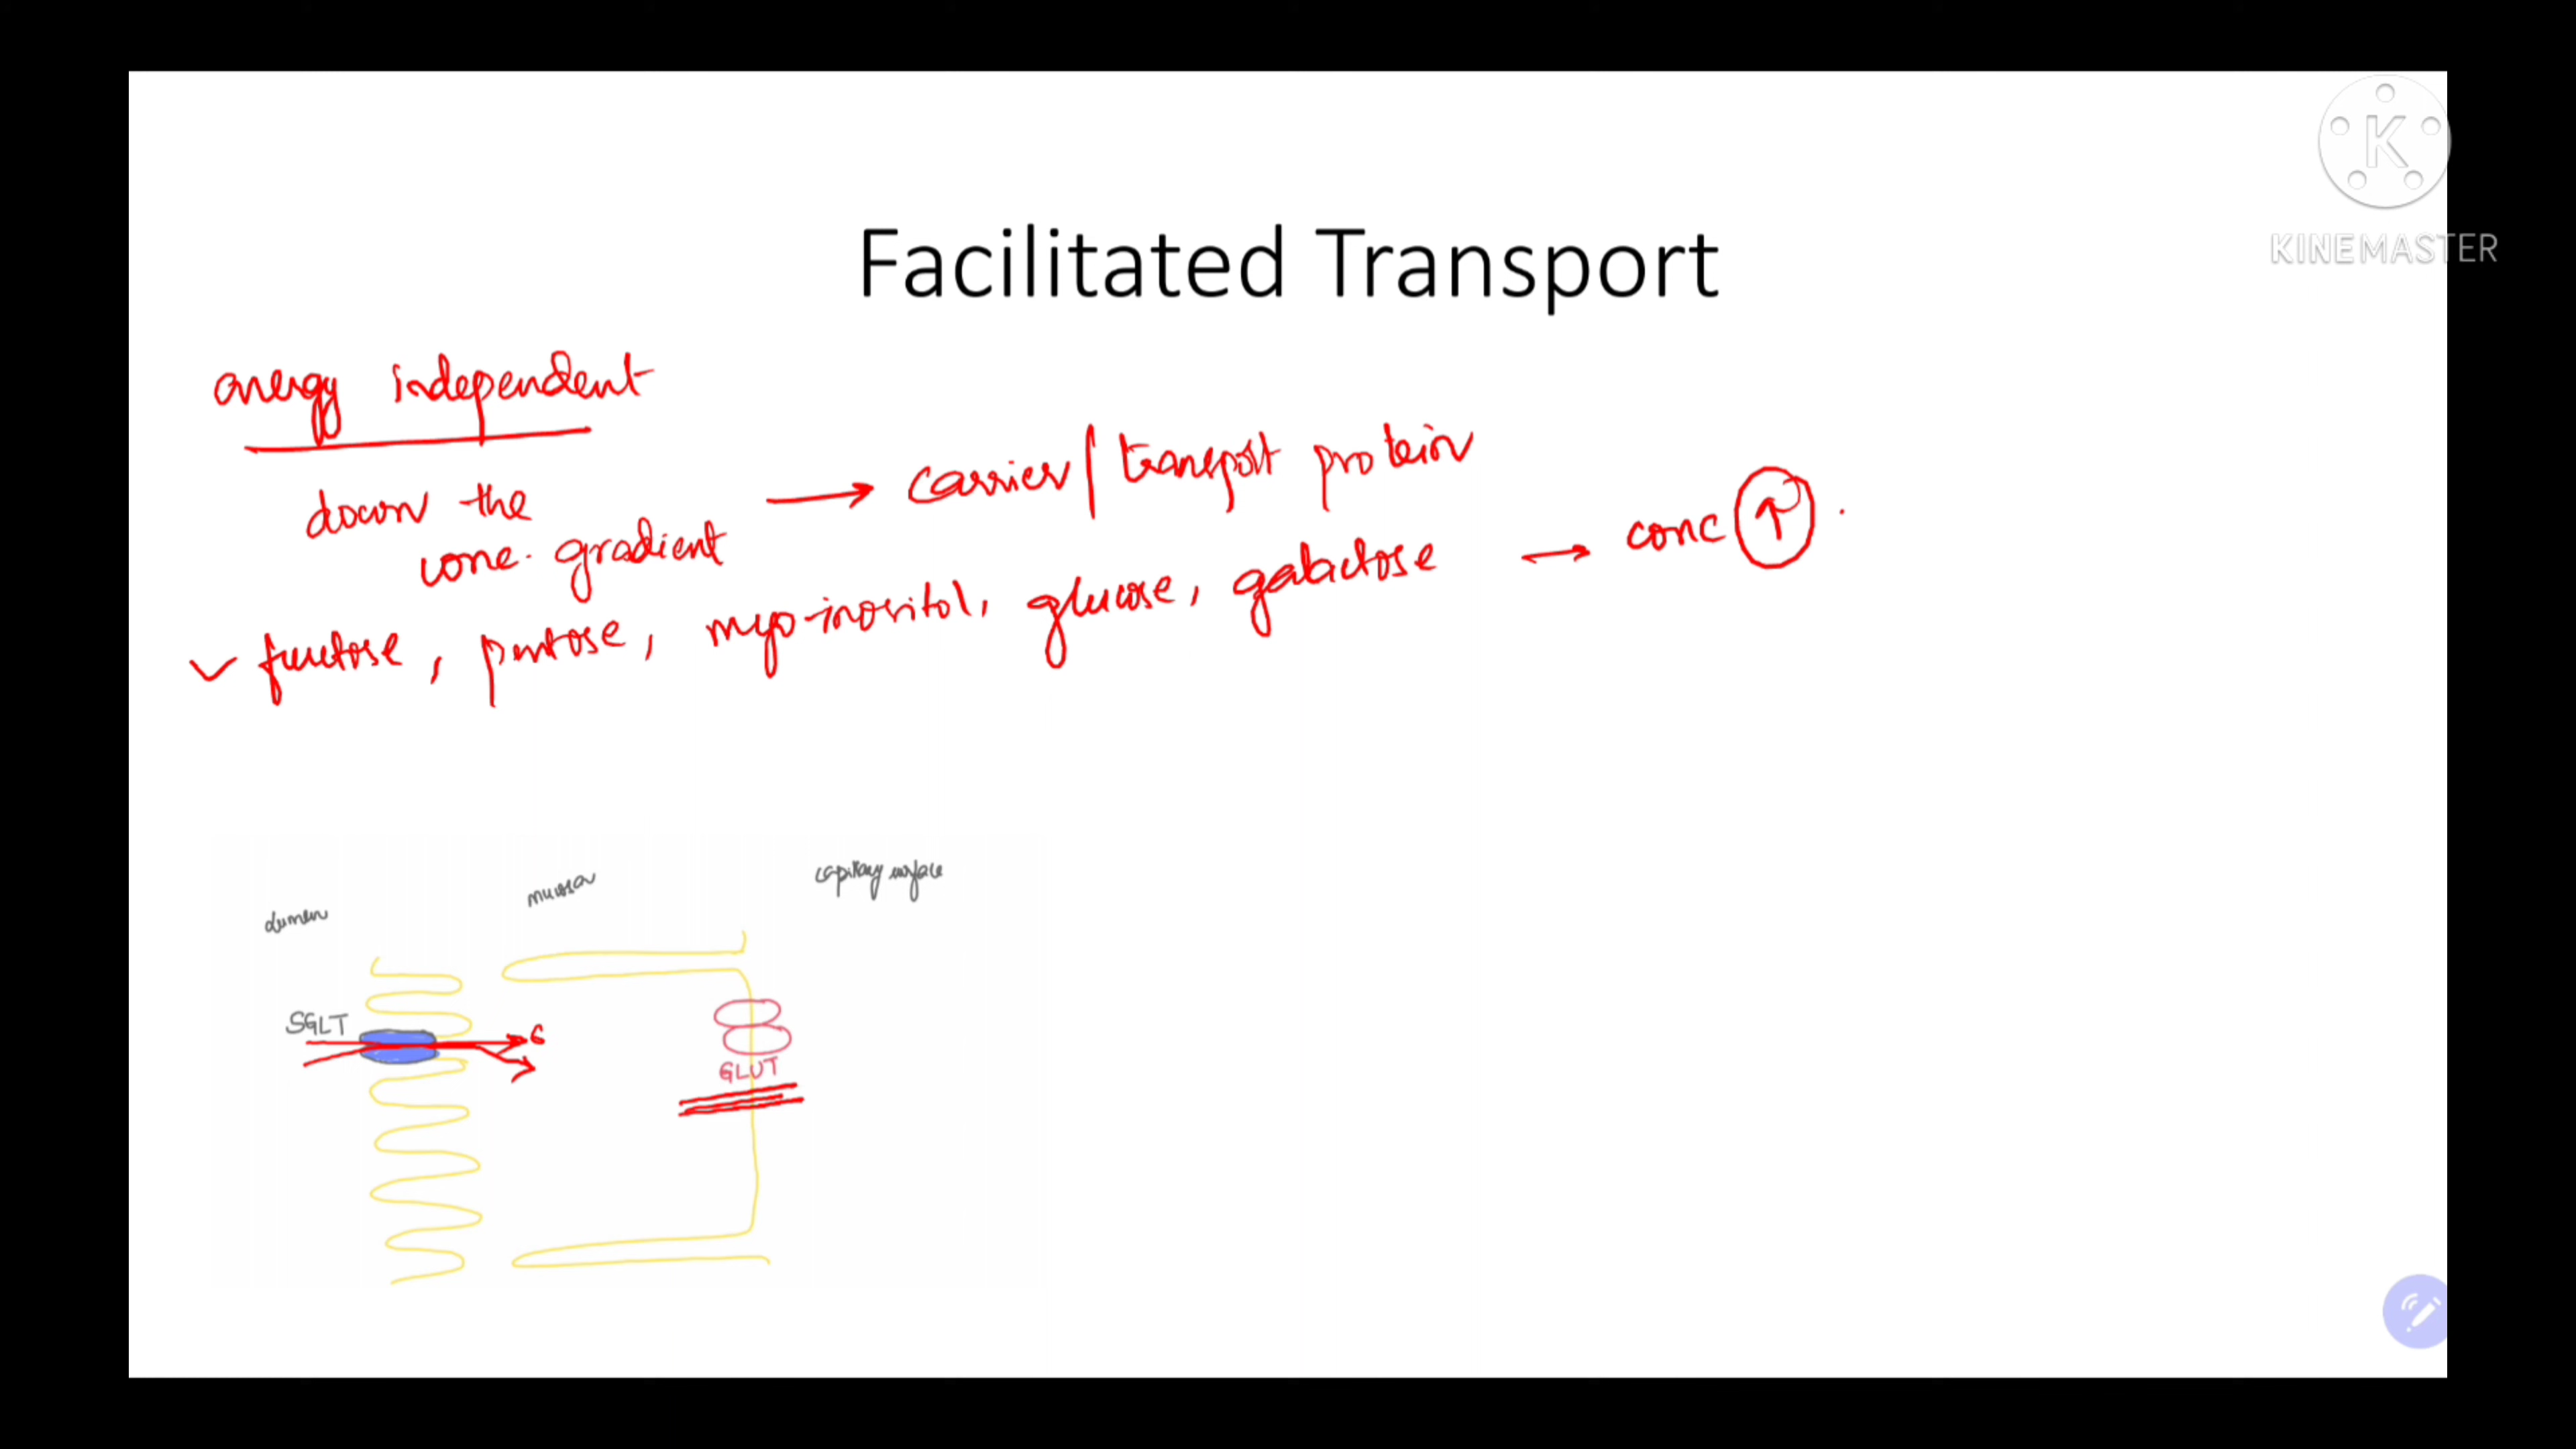 KINEMASTER
Facilitated Transport
energy independent
down the conc. gradient → carrier/transport protein
fructose, pentose, myo-inositol, glucose, galactose → conc ↑.
Lumen
mucosa
capillary surface
SGLT
G
GLUT